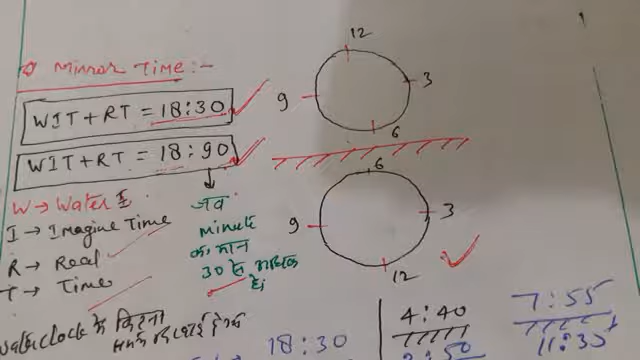 Mirror Time:-
WIT+RT = 18:30
WIT+RT = 18:90
W → Water I
I → Imagine Time
R → Real
T → Time
जब
minute
का मान
30 से अधिक
है।
12
3
6
9
6
3
12
9
4:40
7:55
11:35
18:30